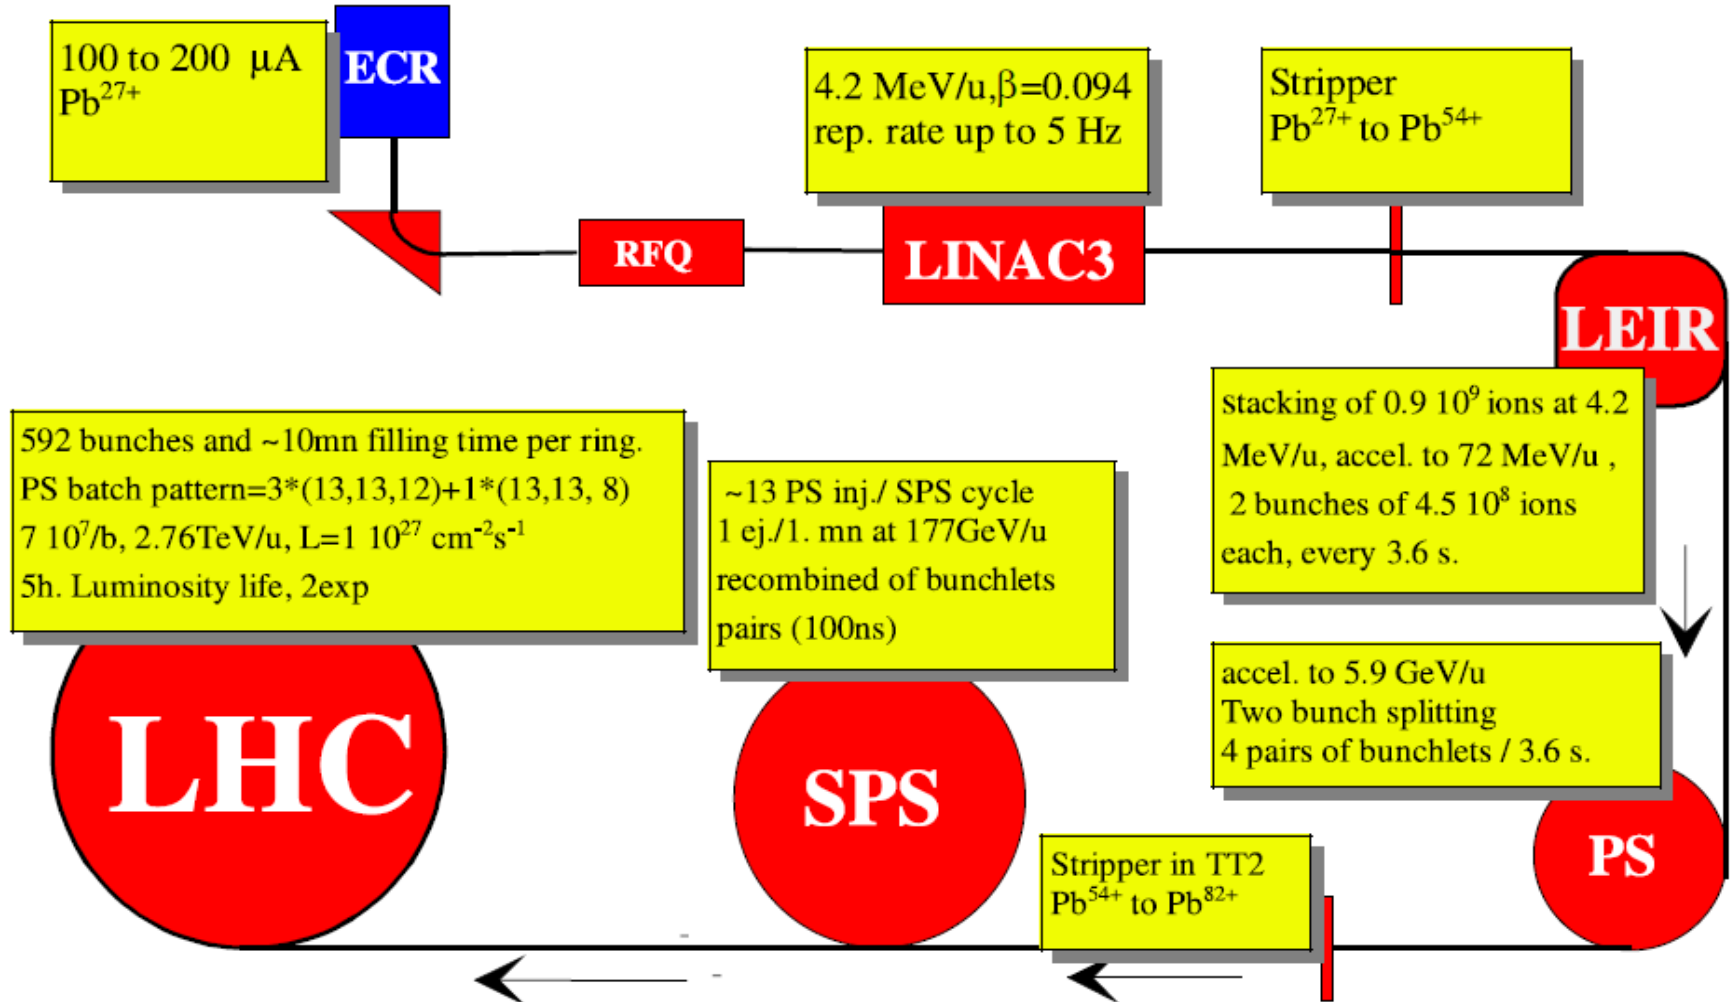 100 to 200 μA
Pb²⁷⁺
ECR
4.2 MeV/u,β=0.094
rep. rate up to 5 Hz
Stripper
Pb²⁷⁺ to Pb⁵⁴⁺
RFQ
LINAC3
LEIR
stacking of 0.9 10⁹ ions at 4.2
MeV/u, accel. to 72 MeV/u ,
2 bunches of 4.5 10⁸ ions
each, every 3.6 s.
592 bunches and ~10mn filling time per ring.
PS batch pattern=3*(13,13,12)+1*(13,13, 8)
7 10⁷/b, 2.76TeV/u, L=1 10²⁷ cm⁻²s⁻¹
5h. Luminosity life, 2exp
~13 PS inj./ SPS cycle
1 ej./1. mn at 177GeV/u
recombined of bunchlets
pairs (100ns)
accel. to 5.9 GeV/u
Two bunch splitting
4 pairs of bunchlets / 3.6 s.
LHC
SPS
PS
Stripper in TT2
Pb⁵⁴⁺ to Pb⁸²⁺